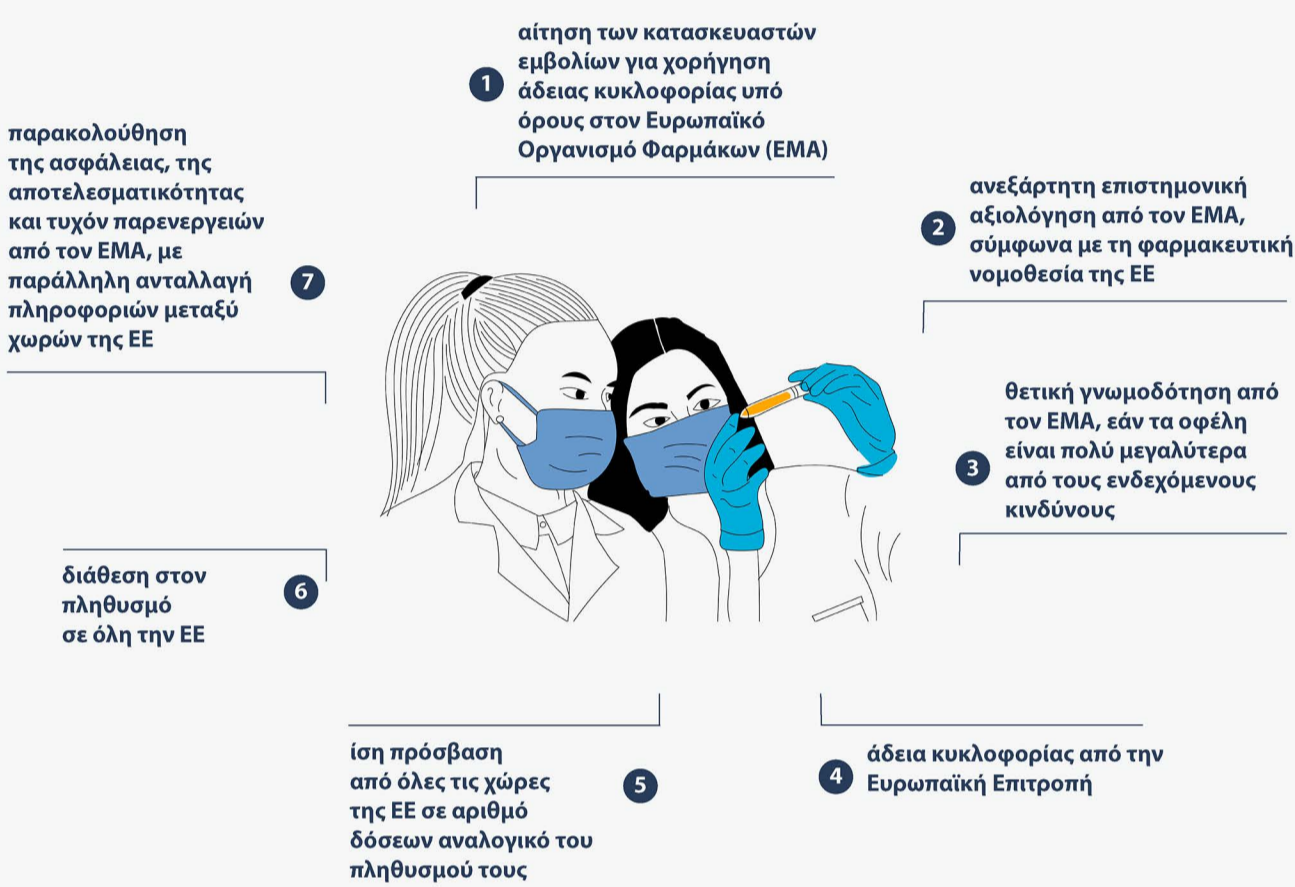 1
αίτηση των κατασκευαστών
εμβολίων για χορήγηση
άδειας κυκλοφορίας υπό
όρους στον Ευρωπαϊκό
Οργανισμό Φαρμάκων (EMA)
2
ανεξάρτητη επιστημονική
αξιολόγηση από τον ΕΜΑ,
σύμφωνα με τη φαρμακευτική
νομοθεσία της ΕΕ
3
θετική γνωμοδότηση από
τον ΕΜΑ, εάν τα οφέλη
είναι πολύ μεγαλύτερα
από τους ενδεχόμενους
κινδύνους
4
άδεια κυκλοφορίας από την
Ευρωπαϊκή Επιτροπή
5
ίση πρόσβαση
από όλες τις χώρες
της ΕΕ σε αριθμό
δόσεων αναλογικό του
πληθυσμού τους
6
διάθεση στον
πληθυσμό
σε όλη την ΕΕ
7
παρακολούθηση
της ασφάλειας, της
αποτελεσματικότητας
και τυχόν παρενεργειών
από τον ΕΜΑ, με
παράλληλη ανταλλαγή
πληροφοριών μεταξύ
χωρών της ΕΕ